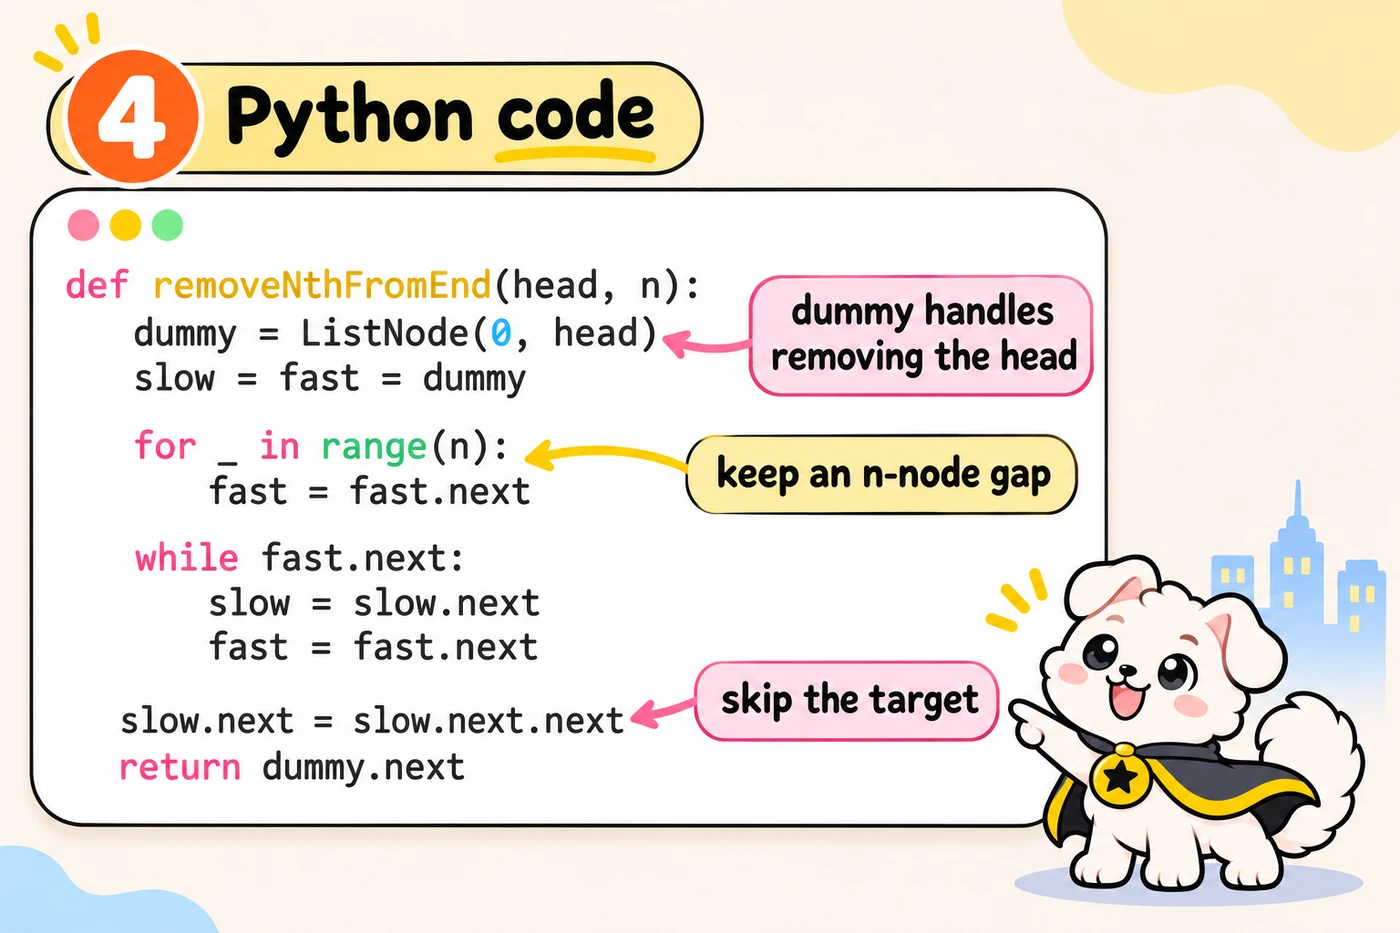 4 Python code
def removeNthFromEnd(head, n):
dummy = ListNode(0, head)
dummy handles
removing the head
slow = fast = dummy
for _ in range(n):
keep an n-node gap
fast = fast.next
while fast.next:
slow = slow.next
fast = fast.next
skip the target
slow.next = slow.next.next
return dummy.next